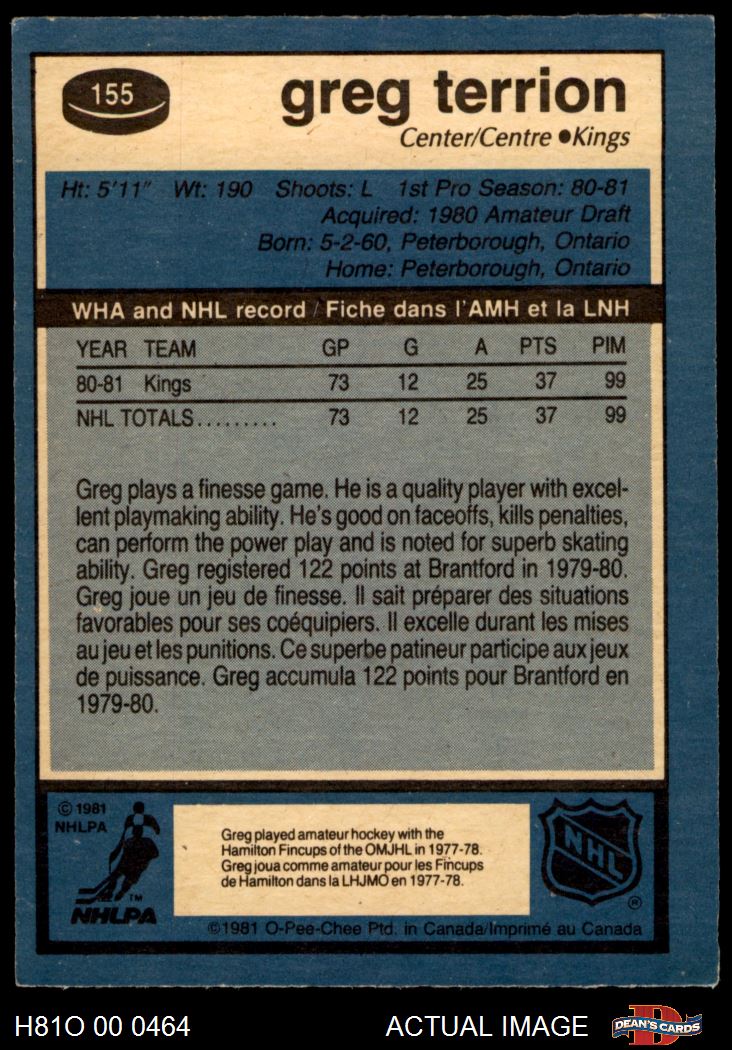 155
greg terrion
Center/Centre ●Kings
Ht: 5'11" Wt: 190 Shoots: L 1st Pro Season: 80-81
Acquired: 1980 Amateur Draft
Born: 5-2-60, Peterborough, Ontario
Home: Peterborough, Ontario
WHA and NHL record / Fiche dans l'AMH et la LNH
YEAR TEAM GP G A PTS PIM
80-81 Kings 73 12 25 37 99
NHL TOTALS......... 73 12 25 37 99
Greg plays a finesse game. He is a quality player with excel-
lent playmaking ability. He's good on faceoffs, kills penalties,
can perform the power play and is noted for superb skating
ability. Greg registered 122 points at Brantford in 1979-80.
Greg joue un jeu de finesse. Il sait préparer des situations
favorables pour ses coéquipiers. Il excelle durant les mises
au jeu et les punitions. Ce superbe patineur participe aux jeux
de puissance. Greg accumula 122 points pour Brantford en
1979-80.
© 1981
NHLPA
TM
NHLPA
Greg played amateur hockey with the
Hamilton Fincups of the OMJHL in 1977-78.
Greg joua comme amateur pour les Fincups
de Hamilton dans la LHJMO en 1977-78.
NHL
®
©1981 O-Pee-Chee Ptd. in Canada/Imprimé au Canada
H81O 00 0464
ACTUAL IMAGE
D
DEAN'S CARDS